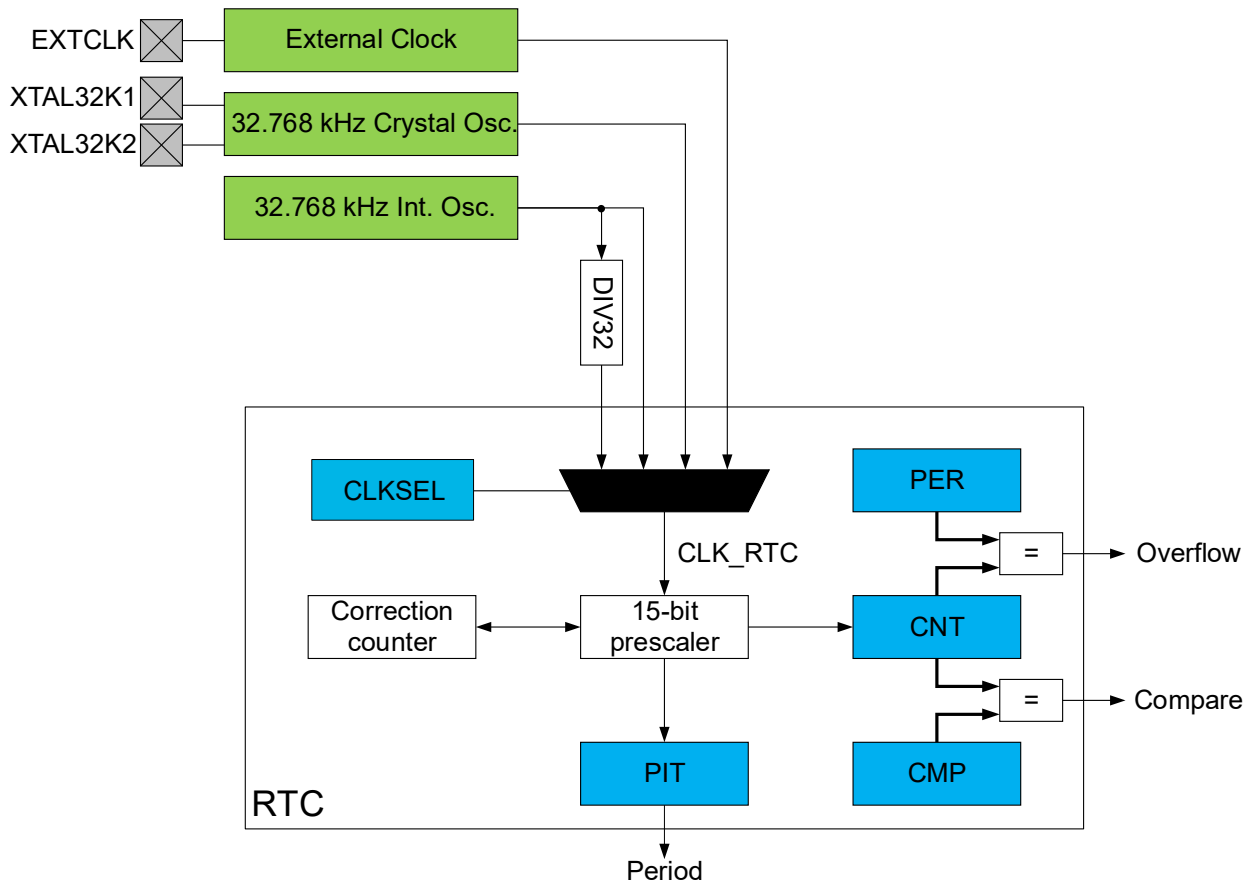 EXTCLK
External Clock
XTAL32K1
32.768 kHz Crystal Osc.
XTAL32K2
32.768 kHz Int. Osc.
DIV32
CLKSEL
PER
CLK_RTC
=
Overflow
Correction
counter
15-bit
prescaler
CNT
=
Compare
PIT
CMP
RTC
Period